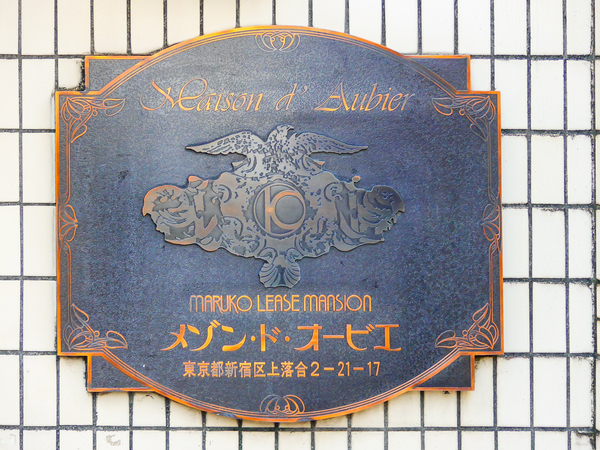 Maison d' Aubier
MARUKO LEASE MANSION
メゾン・ド・オービエ
東京都新宿区上落合2-21-17